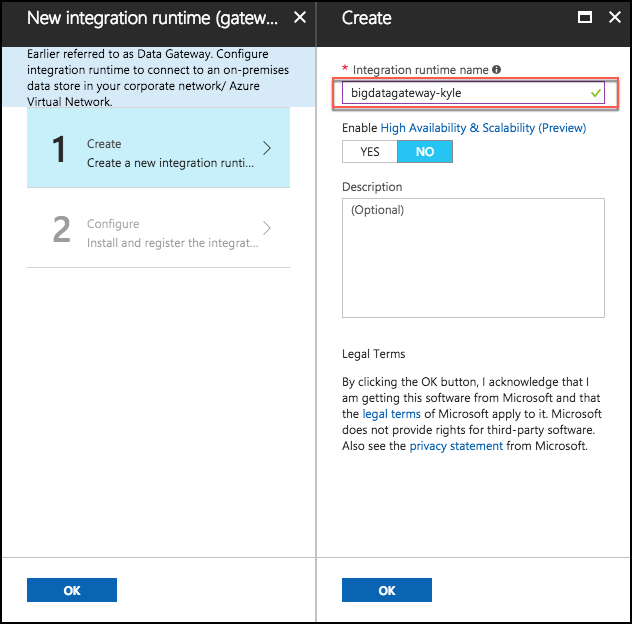 New integration runtime (gatew...
Earlier referred to as Data Gateway. Configure
integration runtime to connect to an on-premises
data store in your corporate network/ Azure
Virtual Network.
1
Create
Create a new integration runti...
2
Configure
Install and register the integrat...
OK
Create
* Integration runtime name
bigdatagateway-kyle
Enable High Availability & Scalability (Preview)
YES NO
Description
(Optional)
Legal Terms
By clicking the OK button, I acknowledge that I
am getting this software from Microsoft and that
the legal terms of Microsoft apply to it. Microsoft
does not provide rights for third-party software.
Also see the privacy statement from Microsoft.
OK